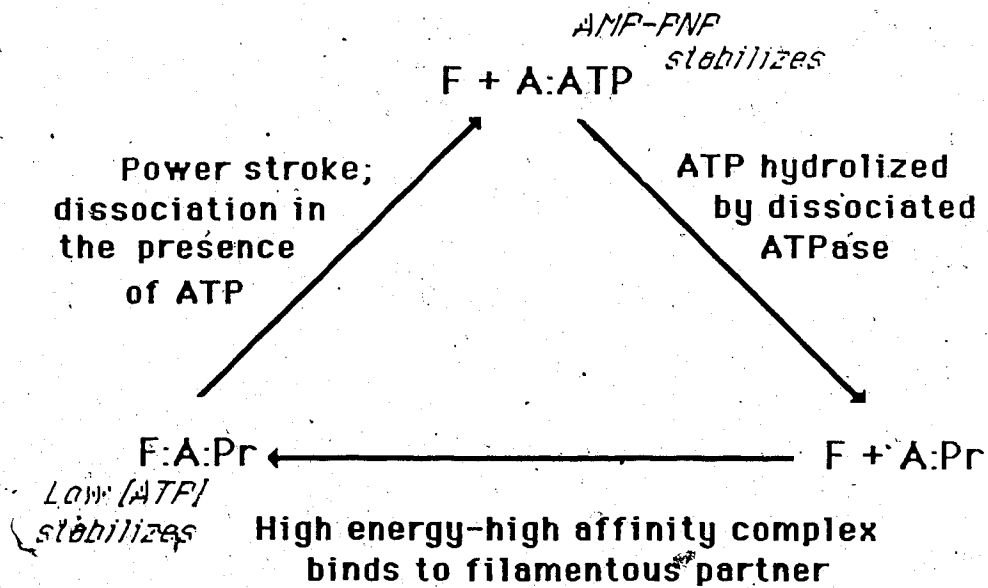 AMP-PNP
stabilizes
F + A:ATP
Power stroke;
dissociation in
the presence
of ATP
ATP hydrolized
by dissociated
ATPase
F:A:Pr
F + A:Pr
Low [ATP]
stabilizes
High energy-high affinity complex
binds to filamentous partner